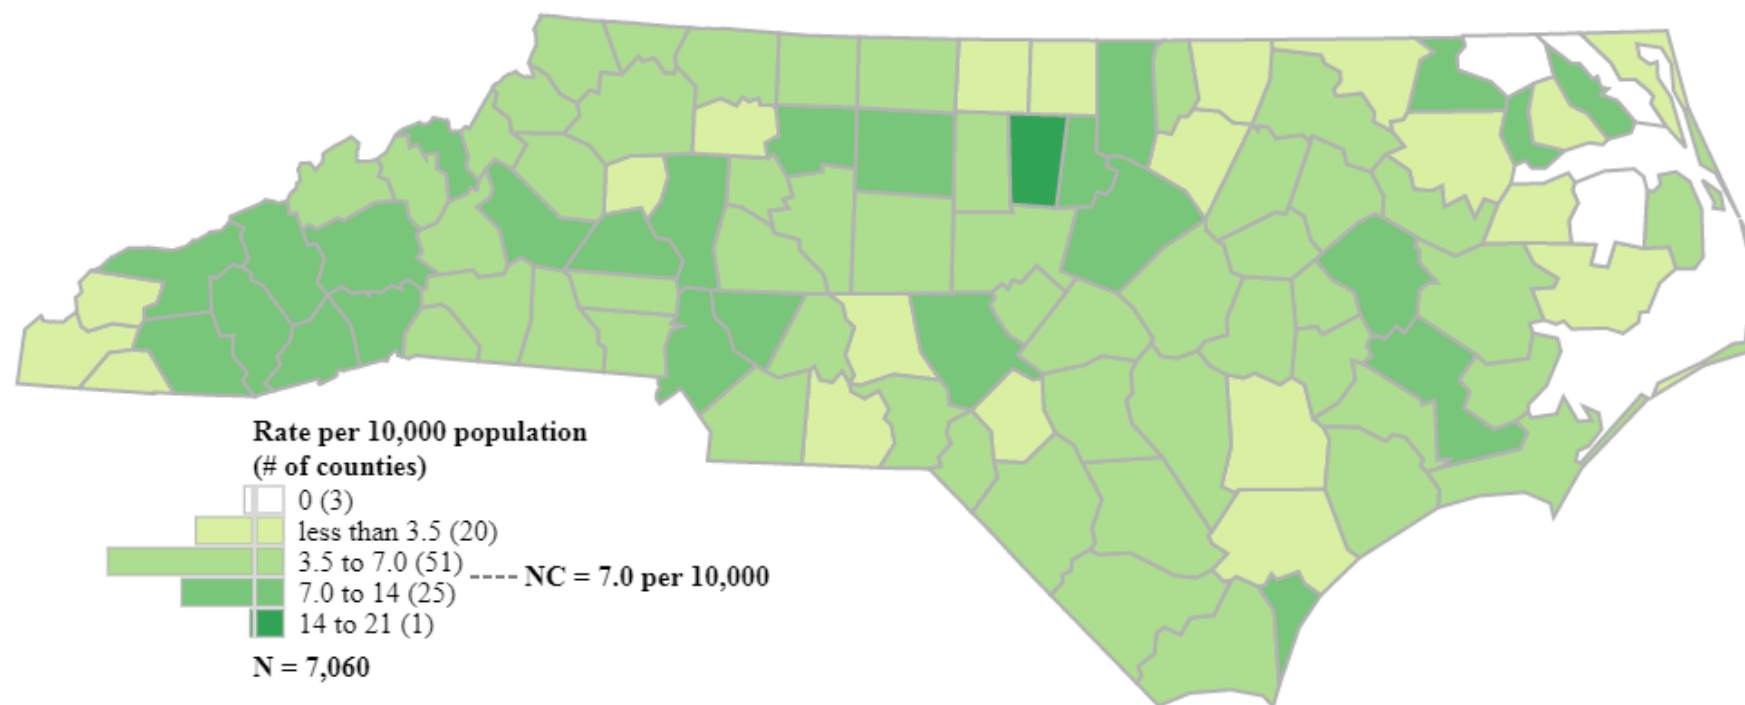 Rate per 10,000 population
(# of counties)
0 (3)
less than 3.5 (20)
3.5 to 7.0 (51)
---- NC = 7.0 per 10,000
7.0 to 14 (25)
14 to 21 (1)
N = 7,060